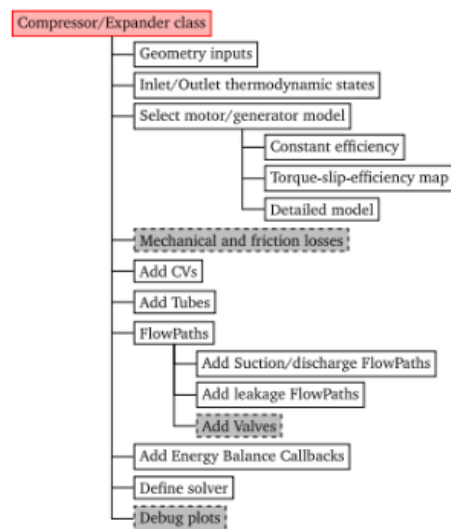 Compressor/Expander class
Geometry inputs
Inlet/Outlet thermodynamic states
Select motor/generator model
Constant efficiency
Torque-slip-efficiency map
Detailed model
Mechanical and friction losses
Add CVs
Add Tubes
FlowPaths
Add Suction/discharge FlowPaths
Add leakage FlowPaths
Add Valves
Add Energy Balance Callbacks
Define solver
Debug plots